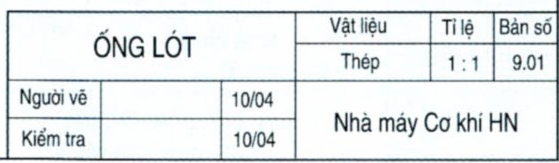 ỐNG LÓT
Vật liệu
Tỉ lệ
Bản số
Thép
1 : 1
9.01
Người vẽ
10/04
Nhà máy Cơ khí HN
Kiểm tra
10/04